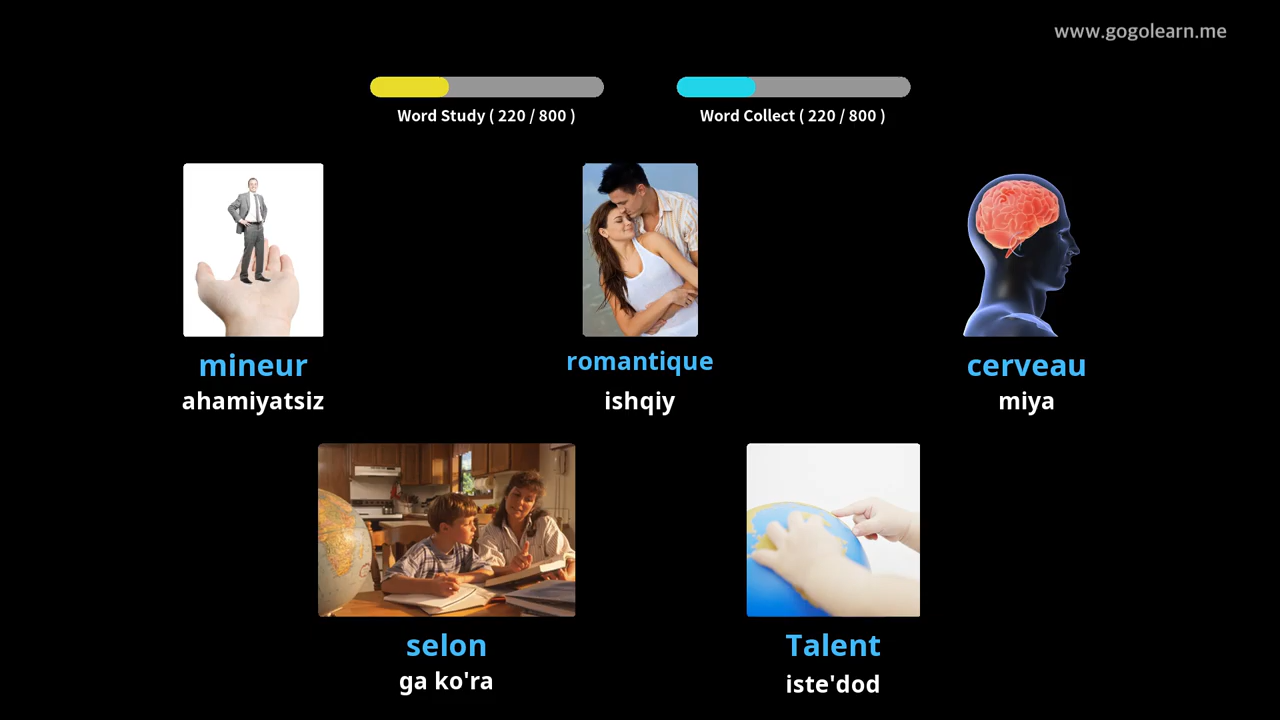 www.gogolearn.me
Word Study ( 220 / 800 )
Word Collect ( 220 / 800 )
mineur
ahamiyatsiz
romantique
ishqiy
cerveau
miya
selon
ga ko'ra
Talent
iste'dod